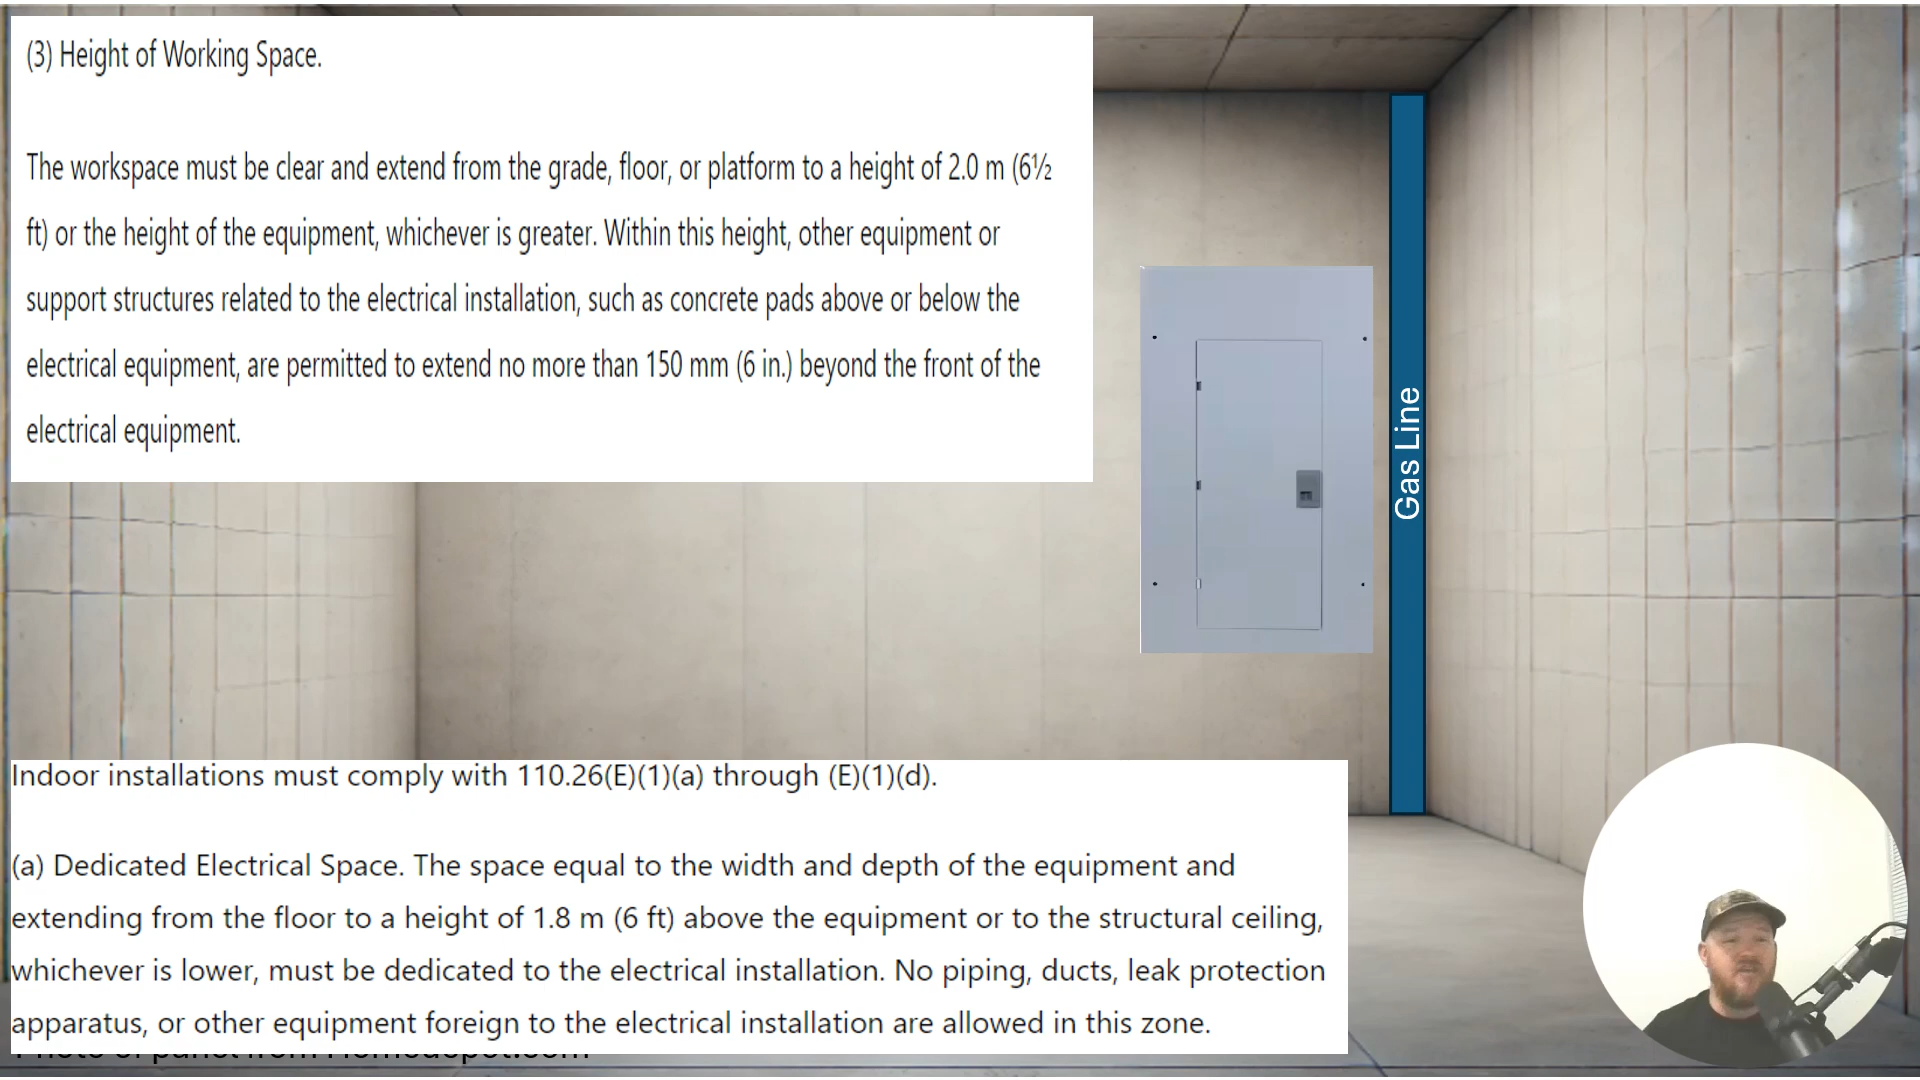 (3) Height of Working Space.
The workspace must be clear and extend from the grade, floor, or platform to a height of 2.0 m (6½
ft) or the height of the equipment, whichever is greater. Within this height, other equipment or
support structures related to the electrical installation, such as concrete pads above or below the
electrical equipment, are permitted to extend no more than 150 mm (6 in.) beyond the front of the
electrical equipment.
Gas Line
Indoor installations must comply with 110.26(E)(1)(a) through (E)(1)(d).
(a) Dedicated Electrical Space. The space equal to the width and depth of the equipment and
extending from the floor to a height of 1.8 m (6 ft) above the equipment or to the structural ceiling,
whichever is lower, must be dedicated to the electrical installation. No piping, ducts, leak protection
apparatus, or other equipment foreign to the electrical installation are allowed in this zone.
Photo of panel from Homedepot.com